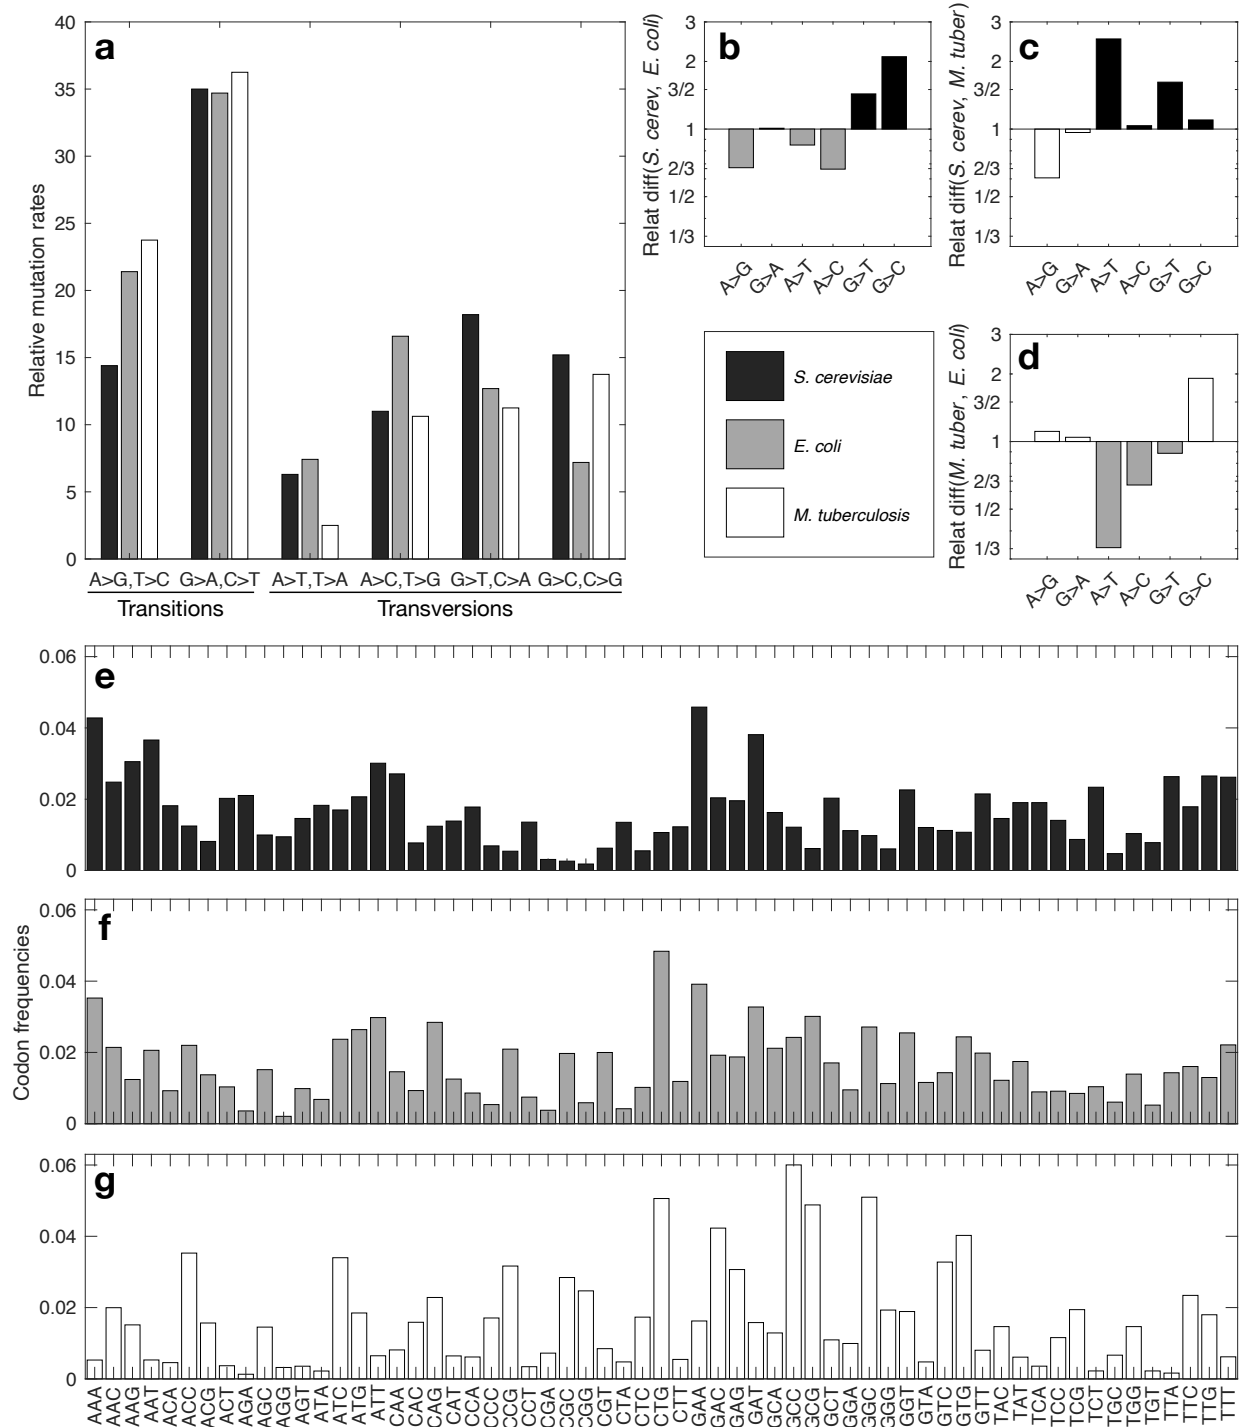 a
40
35
30
25
20
15
10
5
0
Relative mutation rates
A>G,T>C G>A,C>T A>T,T>A A>C,T>G G>T,C>A G>C,C>G
Transitions Transversions
b
3
2
3/2
1
2/3
1/2
1/3
Relat diff(S. cerev, E. coli)
A>G G>A A>T A>C G>T G>C
c
3
2
3/2
1
2/3
1/2
1/3
Relat diff(S. cerev, M. tuber)
A>G G>A A>T A>C G>T G>C
S. cerevisiae
E. coli
M. tuberculosis
d
3
2
3/2
1
2/3
1/2
1/3
Relat diff(M. tuber, E. coli)
A>G G>A A>T A>C G>T G>C
e
0.06
0.04
0.02
0
f
0.06
0.04
0.02
0
Codon frequencies
g
0.06
0.04
0.02
0
AAA AAC AAG AAT ACA ACC ACG ACT AGA AGC AGG AGT ATA ATC ATG ATT CAA CAC CAG CAT CCA CCC CCG CCT CGA CGC CGG CGT CTA CTC CTG CTT GAA GAC GAG GAT GCA GCC GCG GCT GGA GGC GGG GGT GTA GTC GTG GTT TAC TAT TCA TCC TCG TCT TGC TGG TGT TTA TTC TTG TTT